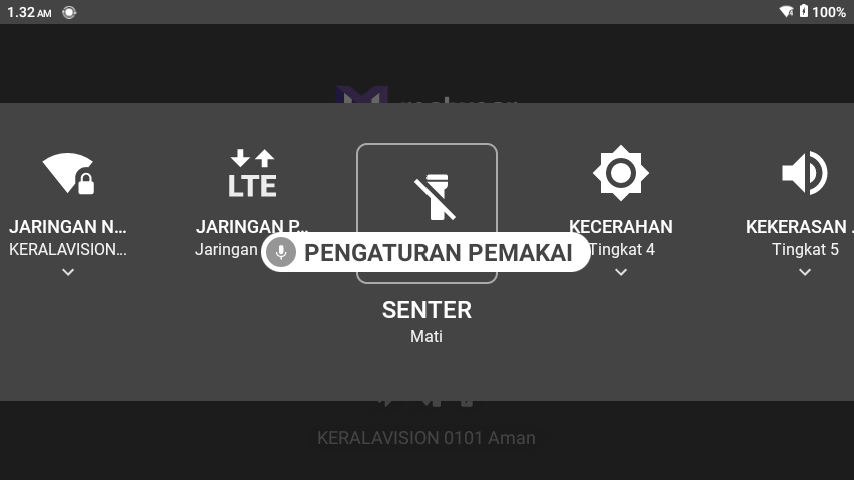 1.32 AM
100%
LTE
JARINGAN N...
KERALAVISION...
JARINGAN P...
Jaringan
PENGATURAN PEMAKAI
SENTER
Mati
KECERAHAN
Tingkat 4
KEKERASAN .
Tingkat 5
KERALAVISION 0101 Aman